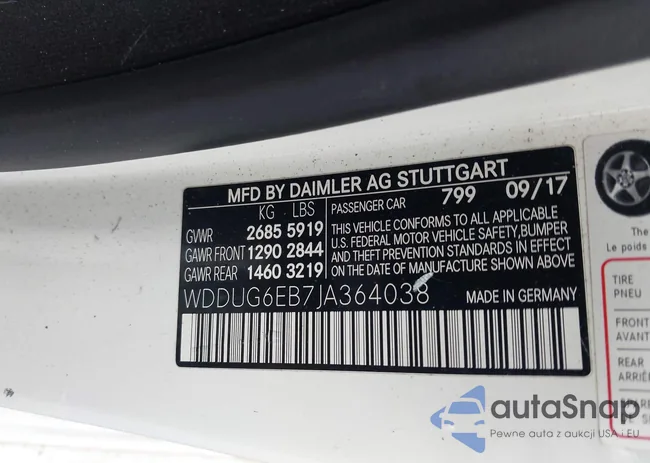 MFD BY DAIMLER AG STUTTGART
KG LBS
PASSENGER CAR 799 09/17
GVWR 2685 5919
GAWR FRONT 1290 2844
GAWR REAR 1460 3219
THIS VEHICLE CONFORMS TO ALL APPLICABLE
U.S. FEDERAL MOTOR VEHICLE SAFETY,BUMPER
AND THEFT PREVENTION STANDARDS IN EFFECT
ON THE DATE OF MANUFACTURE SHOWN ABOVE
WDDUG6EB7JA364038 MADE IN GERMANY
The
Le poids
TIRE
PNEU
FRONT
AVANT
REAR
ARRIÈ
autaSnap
Pewne auta z aukcji USA i EU